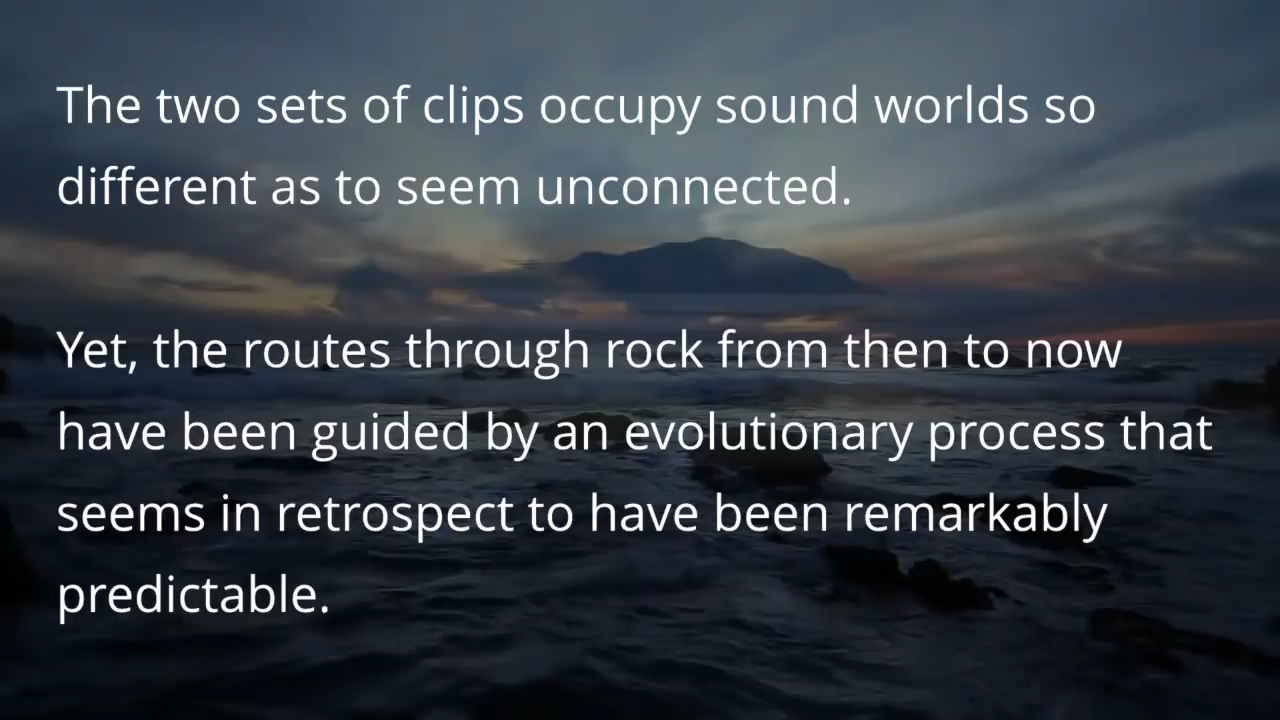 The two sets of clips occupy sound worlds so
different as to seem unconnected.
Yet, the routes through rock from then to now
have been guided by an evolutionary process that
seems in retrospect to have been remarkably
predictable.